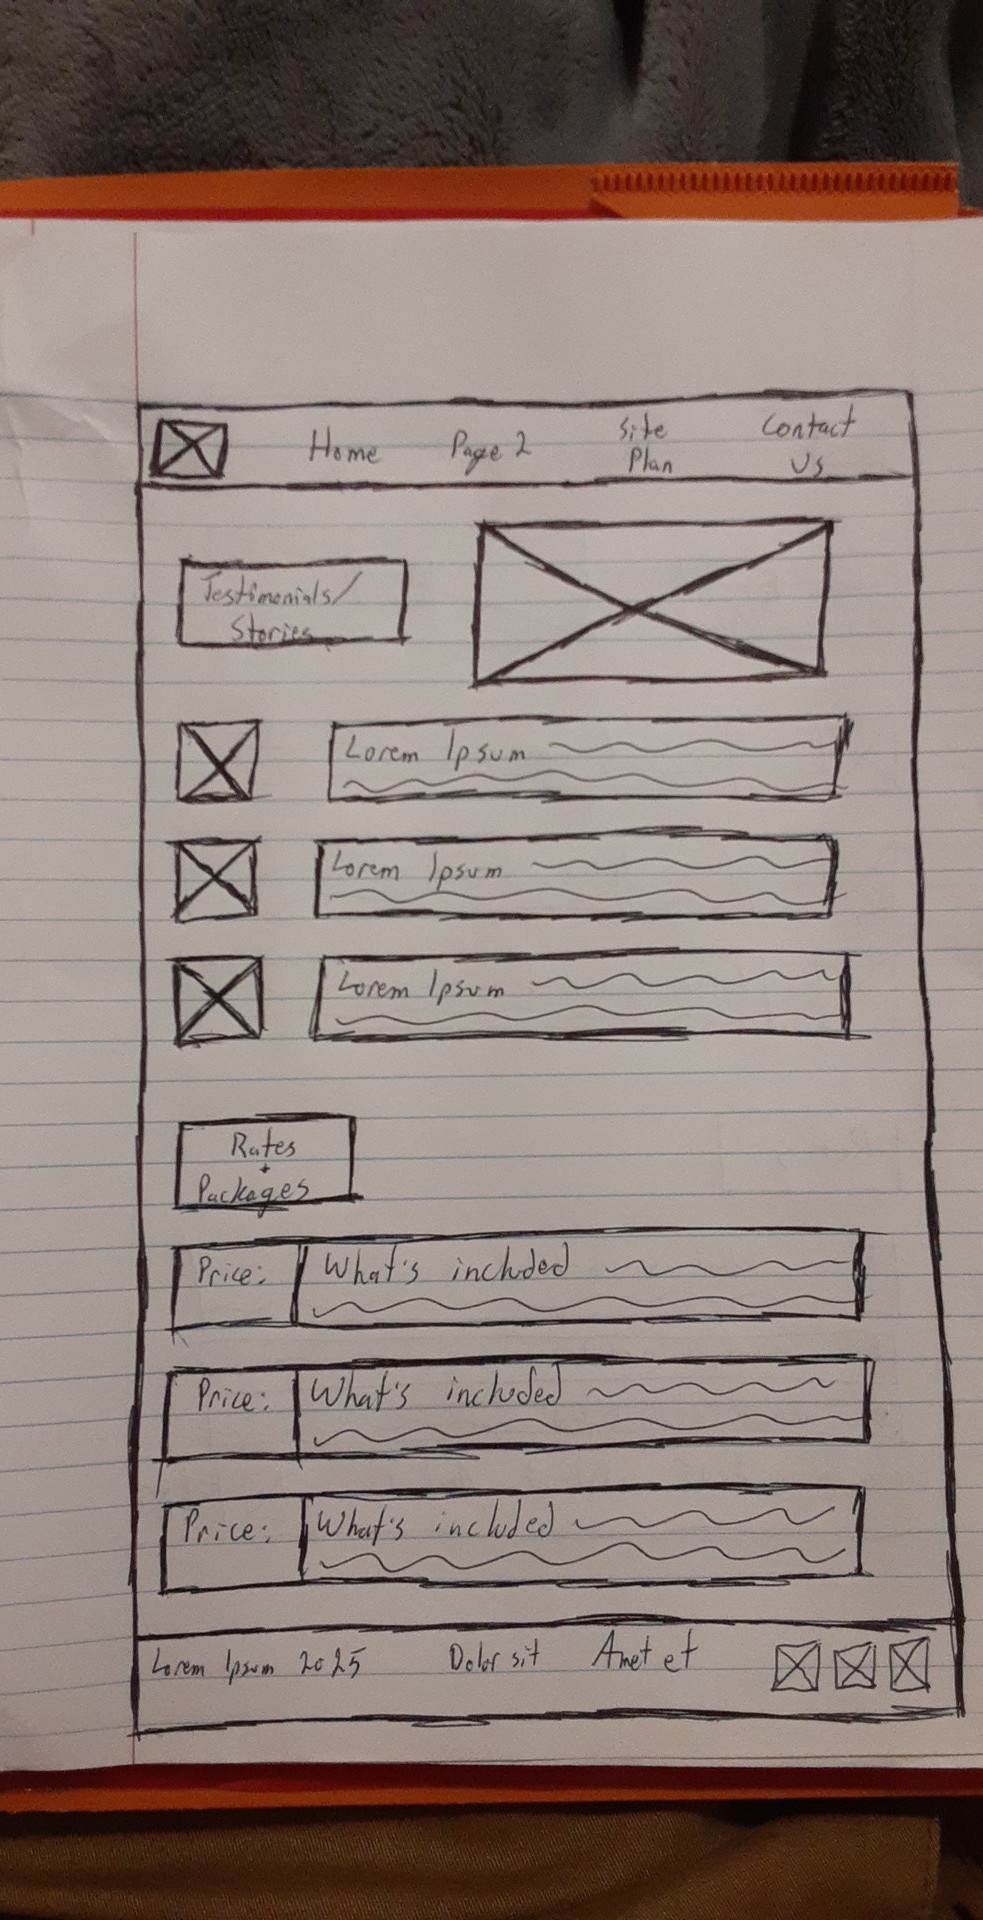 Home Page 2 Site Plan Contact Us
Testimonials/
Stories
Lorem Ipsum
Lorem Ipsum
Lorem Ipsum
Rates
+
Packages
Price: What's included
Price: What's included
Price: What's included
Lorem Ipsum 2025 Dolor sit Amet et